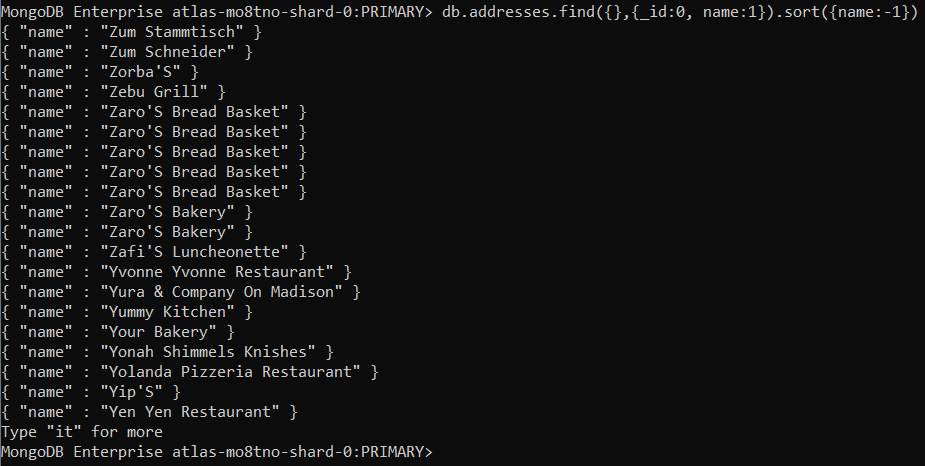 MongoDB Enterprise atlas-mo8tno-shard-0:PRIMARY> db.addresses.find({},{_id:0, name:1}).sort({name:-1})
{ "name" : "Zum Stammtisch" }
{ "name" : "Zum Schneider" }
{ "name" : "Zorba'S" }
{ "name" : "Zebu Grill" }
{ "name" : "Zaro'S Bread Basket" }
{ "name" : "Zaro'S Bread Basket" }
{ "name" : "Zaro'S Bread Basket" }
{ "name" : "Zaro'S Bread Basket" }
{ "name" : "Zaro'S Bread Basket" }
{ "name" : "Zaro'S Bakery" }
{ "name" : "Zaro'S Bakery" }
{ "name" : "Zafi'S Luncheonette" }
{ "name" : "Yvonne Yvonne Restaurant" }
{ "name" : "Yura & Company On Madison" }
{ "name" : "Yummy Kitchen" }
{ "name" : "Your Bakery" }
{ "name" : "Yonah Shimmels Knishes" }
{ "name" : "Yolanda Pizzeria Restaurant" }
{ "name" : "Yip'S" }
{ "name" : "Yen Yen Restaurant" }
Type "it" for more
MongoDB Enterprise atlas-mo8tno-shard-0:PRIMARY>